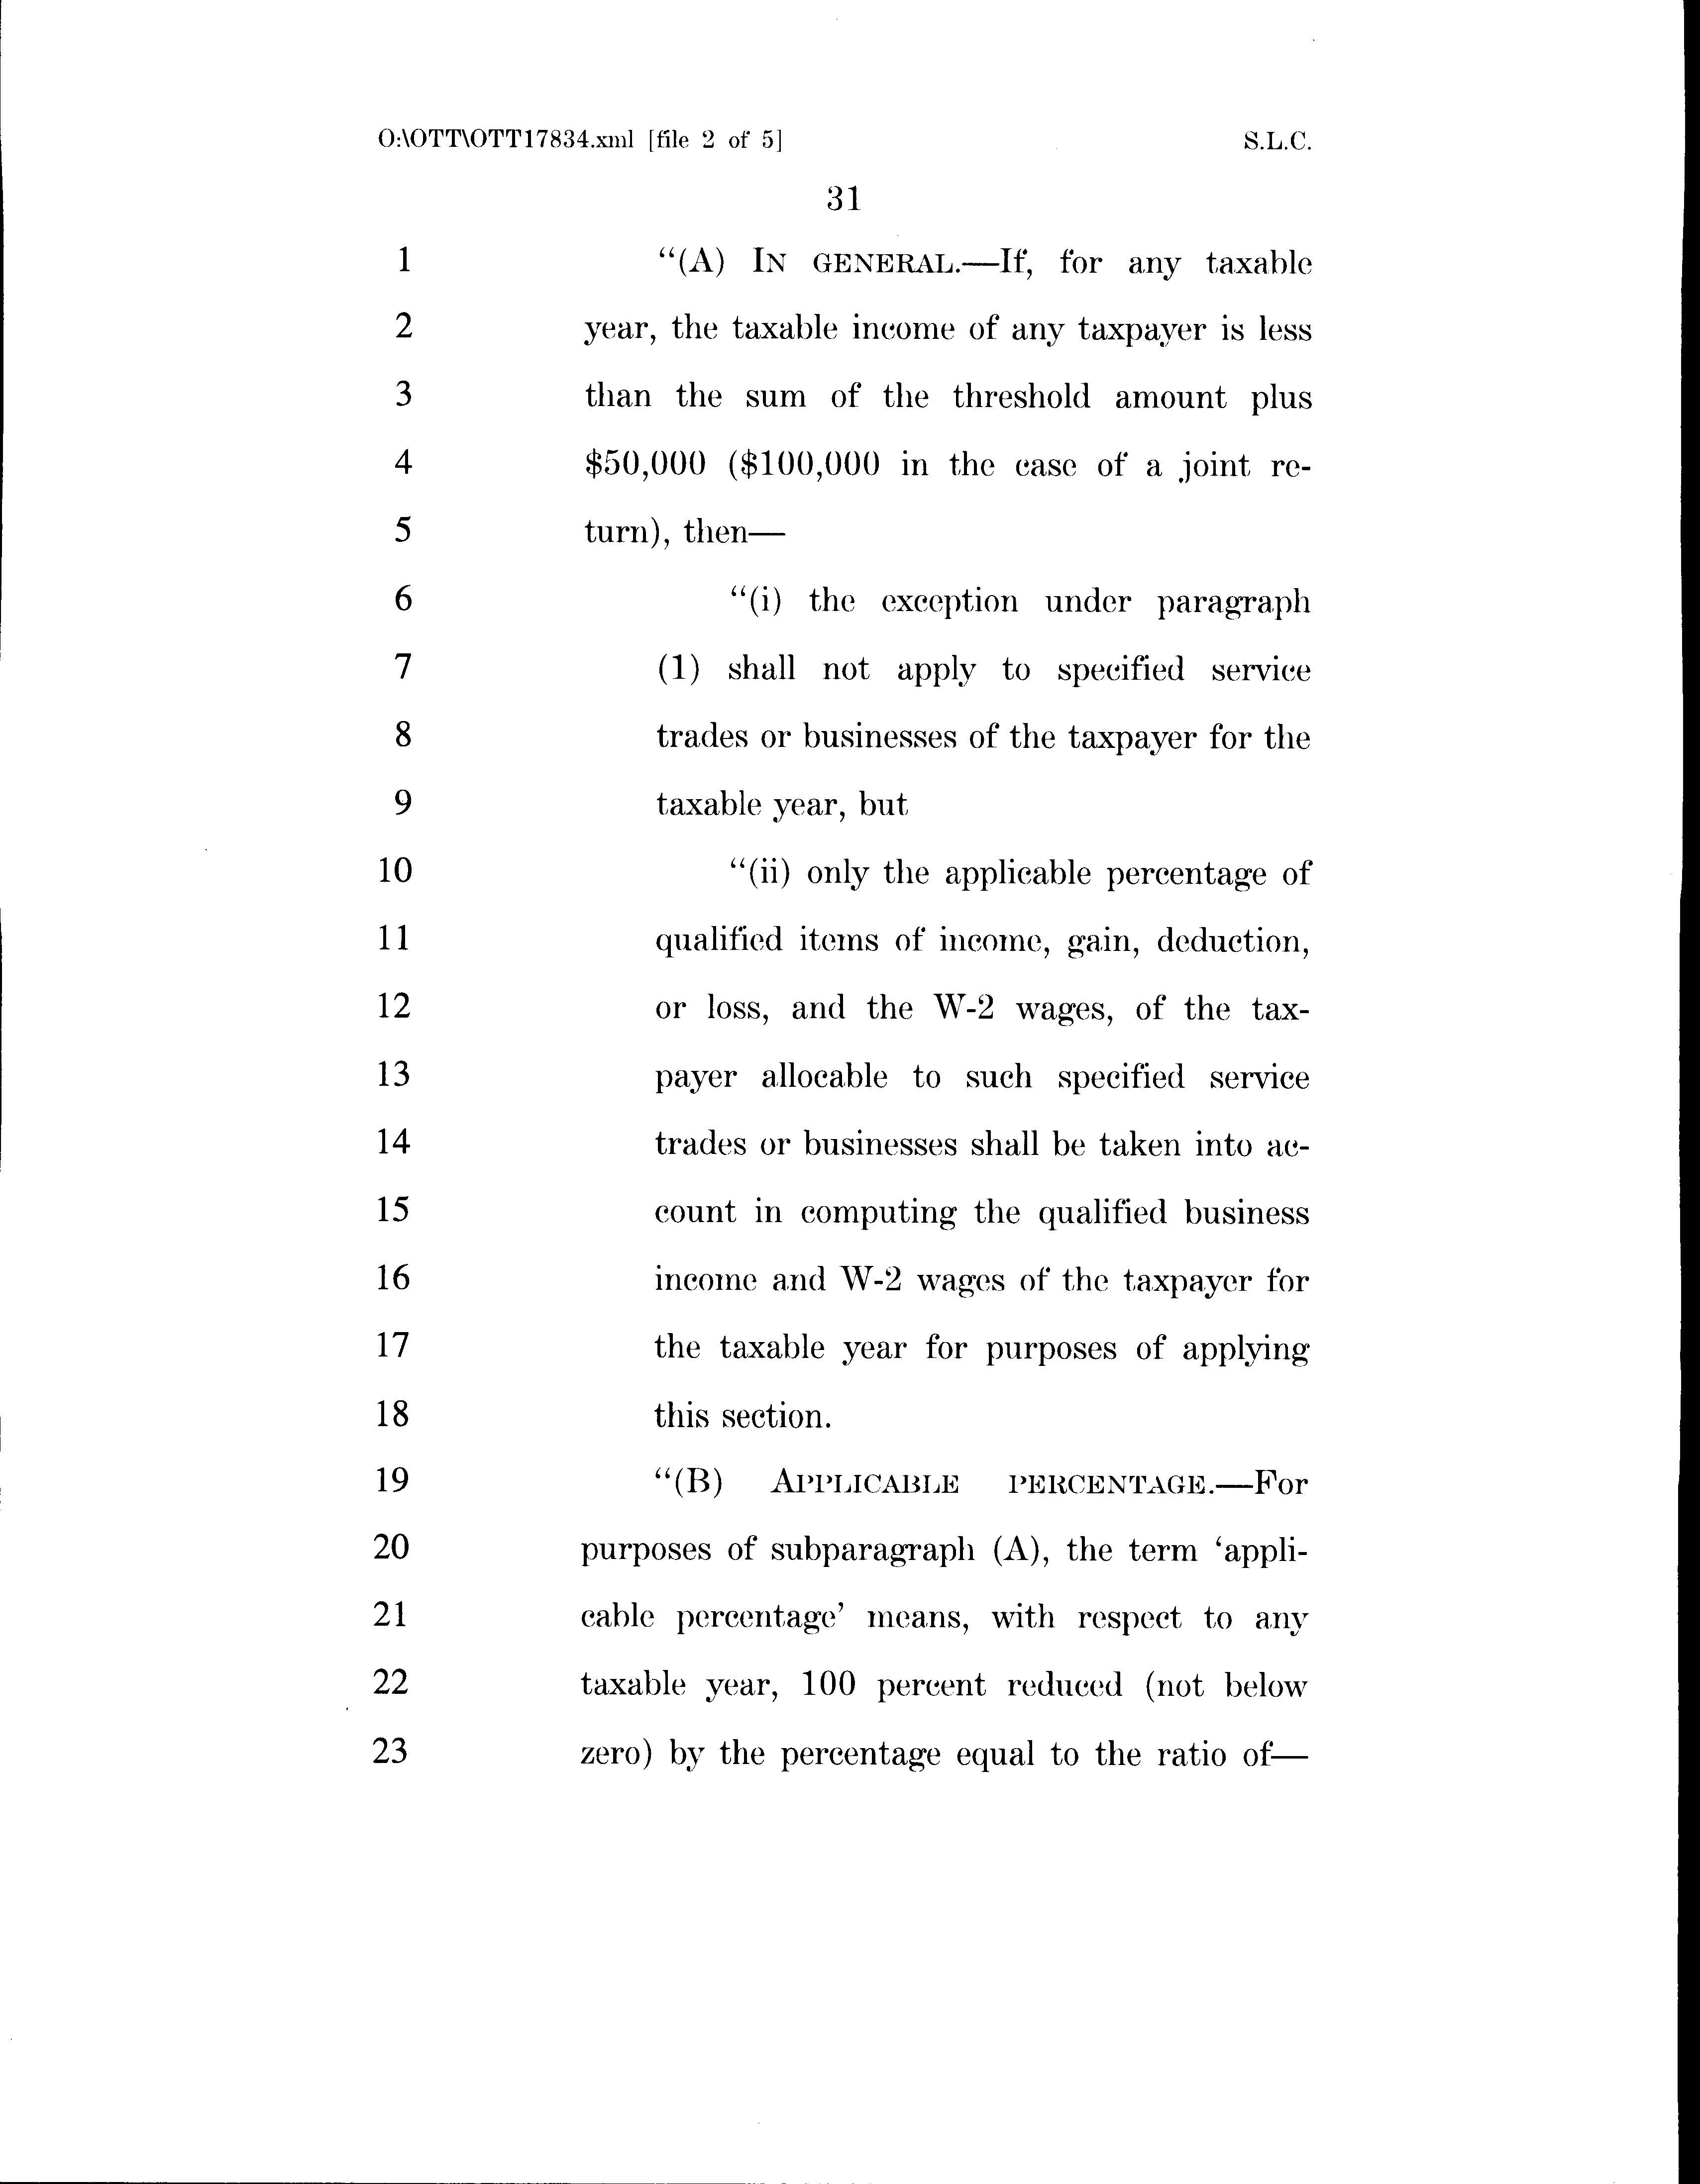 O:\OTT\OTT17834.xml [file 2 of 5] S.L.C.
31
1 “(A) IN GENERAL.—If, for any taxable
2 year, the taxable income of any taxpayer is less
3 than the sum of the threshold amount plus
4 $50,000 ($100,000 in the case of a joint re-
5 turn), then—
6 “(i) the exception under paragraph
7 (1) shall not apply to specified service
8 trades or businesses of the taxpayer for the
9 taxable year, but
10 “(ii) only the applicable percentage of
11 qualified items of income, gain, deduction,
12 or loss, and the W-2 wages, of the tax-
13 payer allocable to such specified service
14 trades or businesses shall be taken into ac-
15 count in computing the qualified business
16 income and W-2 wages of the taxpayer for
17 the taxable year for purposes of applying
18 this section.
19 “(B) APPLICABLE PERCENTAGE.—For
20 purposes of subparagraph (A), the term ‘appli-
21 cable percentage’ means, with respect to any
22 taxable year, 100 percent reduced (not below
23 zero) by the percentage equal to the ratio of—